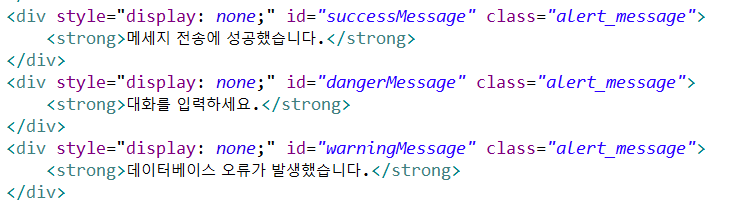 <div style="display: none;" id="successMessage" class="alert_message">
    <strong>메세지 전송에 성공했습니다.</strong>
</div>
<div style="display: none;" id="dangerMessage" class="alert_message">
    <strong>대화를 입력하세요.</strong>
</div>
<div style="display: none;" id="warningMessage" class="alert_message">
    <strong>데이터베이스 오류가 발생했습니다.</strong>
</div>